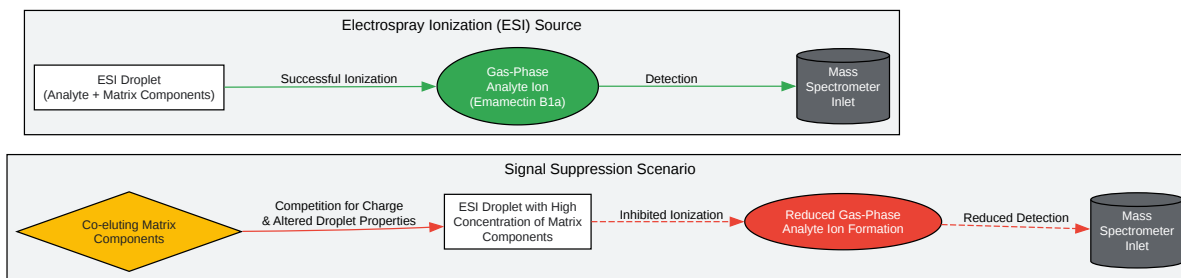 Electrospray Ionization (ESI) Source
ESI Droplet
(Analyte + Matrix Components)
Successful Ionization
Gas-Phase
Analyte Ion
(Emamectin B1a)
Detection
Mass
Spectrometer
Inlet
Signal Suppression Scenario
Co-eluting Matrix
Components
Competition for Charge
& Altered Droplet Properties
ESI Droplet with High
Concentration of Matrix
Components
Inhibited Ionization
Reduced Gas-Phase
Analyte Ion Formation
Reduced Detection
Mass
Spectrometer
Inlet